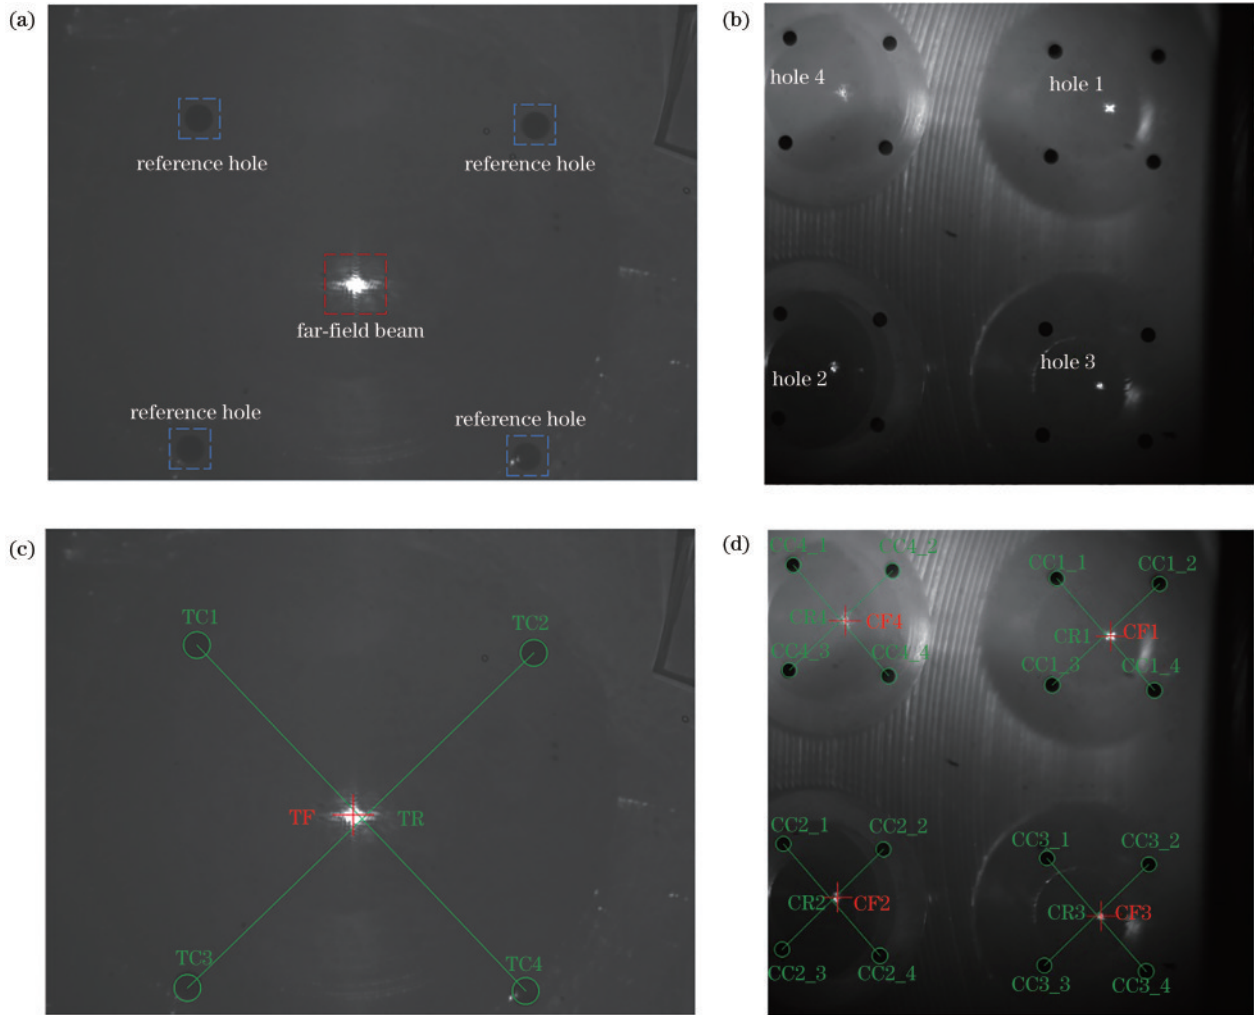 (a)
reference hole
reference hole
far-field beam
reference hole
reference hole
(b)
hole 4
hole 1
hole 2
hole 3
(c)
TC1
TC2
TF
TR
TC3
TC4
(d)
CC4_1
CC4_2
CC1_1
CC1_2
CR4
CF4
CR1
CF1
CC4_3
CC4_4
CC1_3
CC1_4
CC2_1
CC2_2
CC3_1
CC3_2
CR2
CF2
CR3
CF3
CC2_3
CC2_4
CC3_3
CC3_4